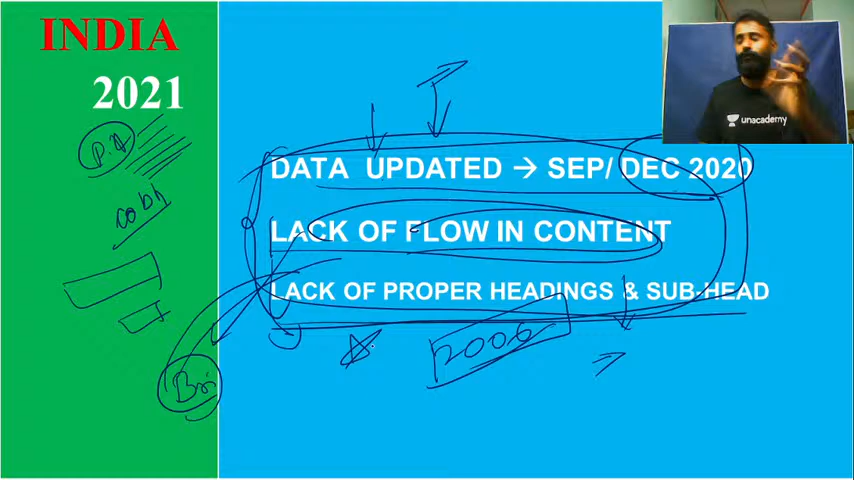 INDIA
2021
unacademy
DATA UPDATED → SEP/ DEC 2020
LACK OF FLOW IN CONTENT
LACK OF PROPER HEADINGS & SUB-HEAD
2000